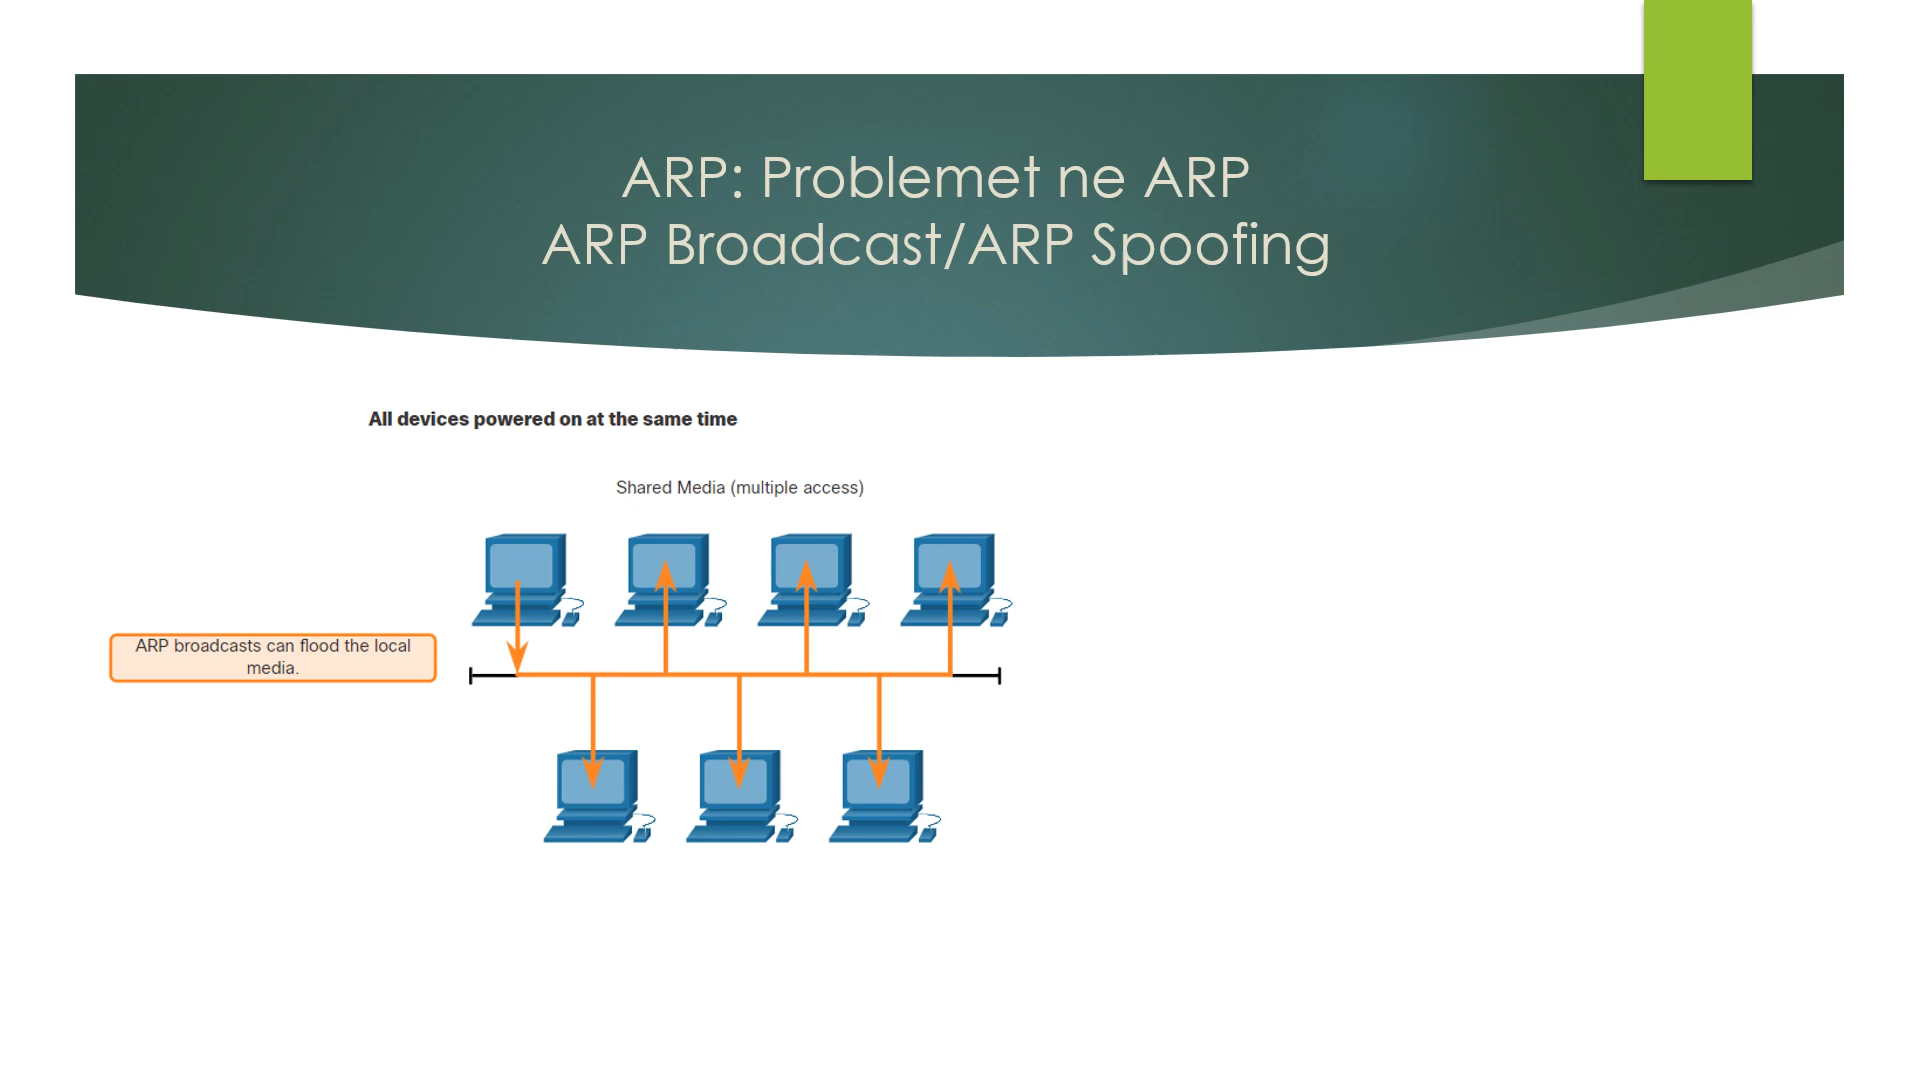 ARP: Problemet ne ARP
ARP Broadcast/ARP Spoofing
All devices powered on at the same time
Shared Media (multiple access)
ARP broadcasts can flood the local
media.